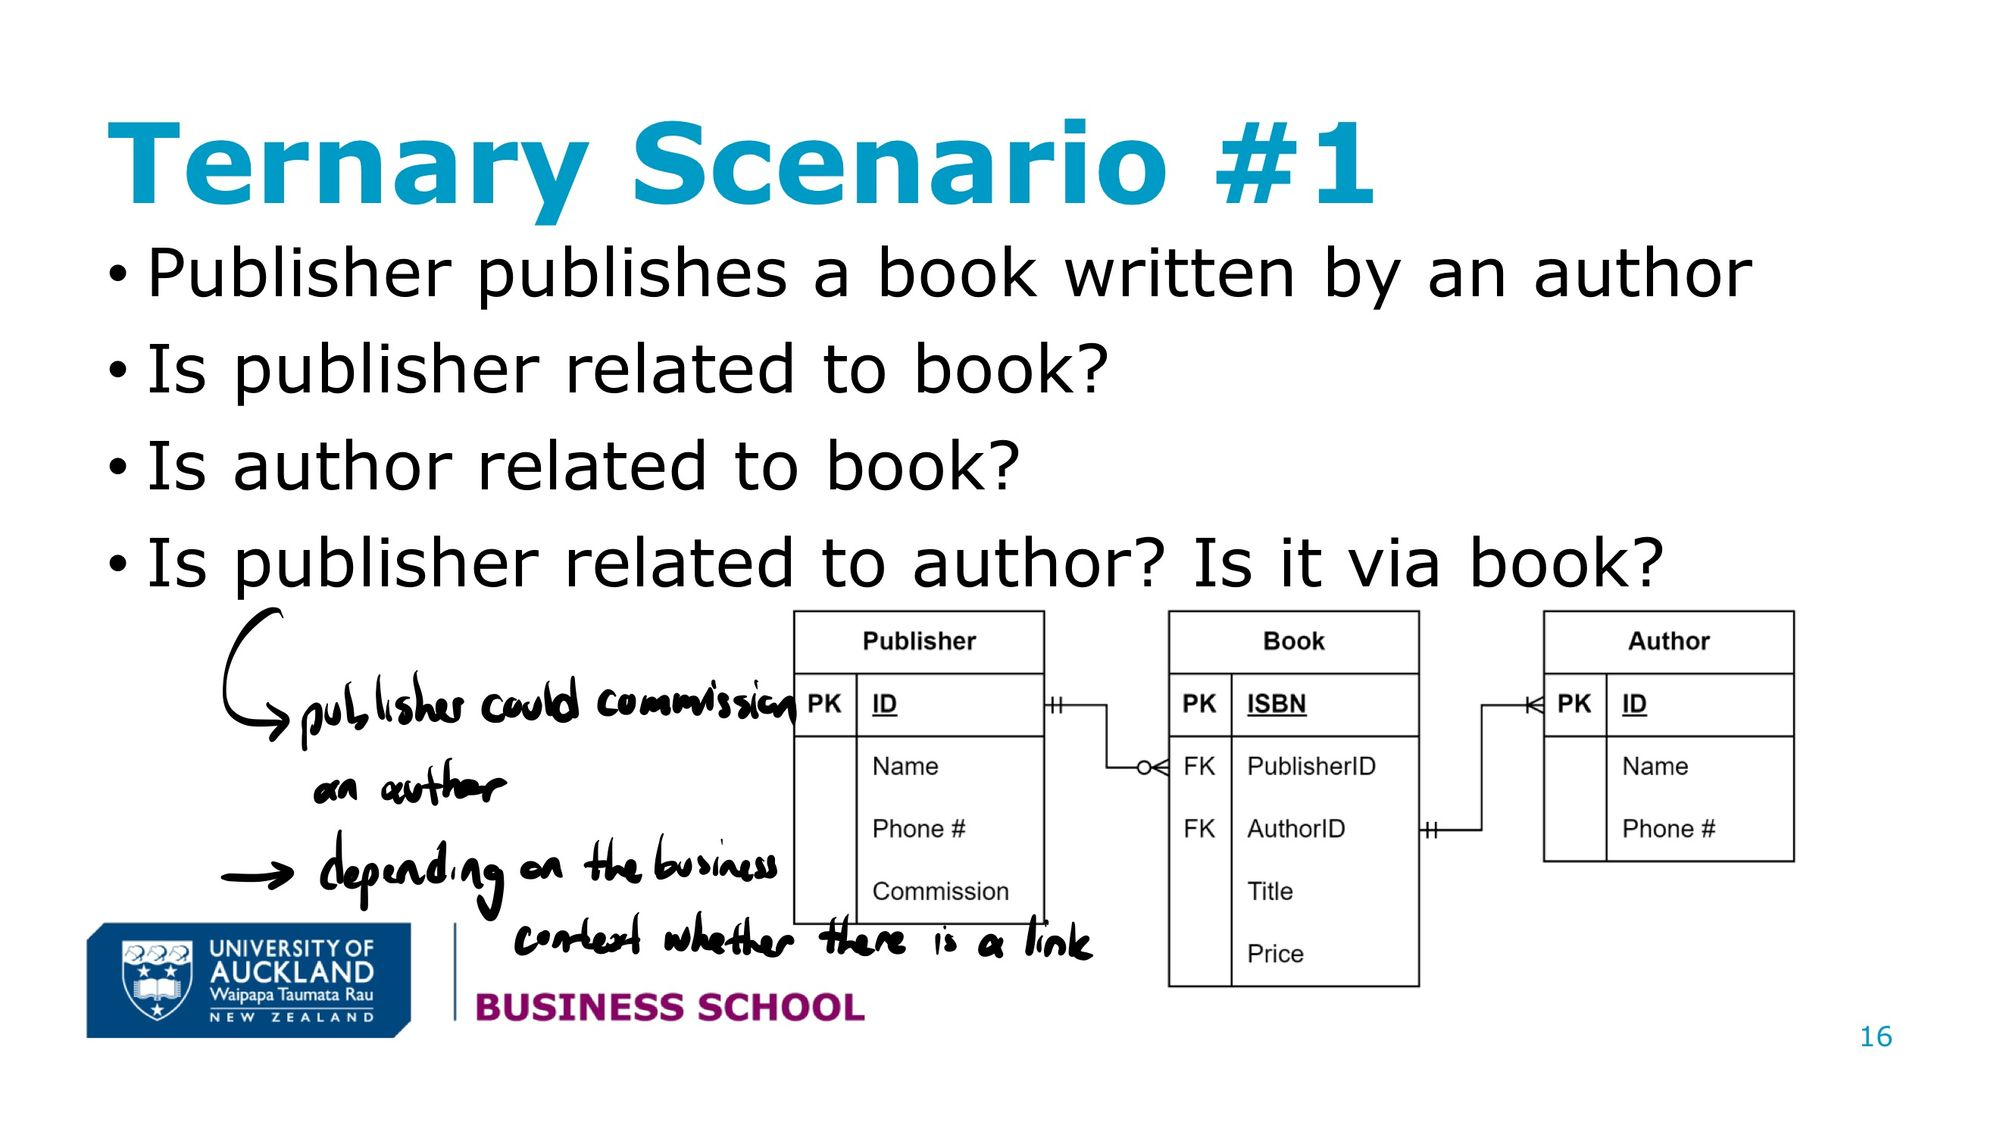 Ternary Scenario #1
• Publisher publishes a book written by an author
• Is publisher related to book?
• Is author related to book?
• Is publisher related to author? Is it via book?
publisher could commission
an author
→ depending on the business
context whether there is a link
Publisher
PK ID
Name
Phone #
Commission
Book
PK ISBN
FK PublisherID
FK AuthorID
Title
Price
Author
PK ID
Name
Phone #
UNIVERSITY OF
AUCKLAND
Waipapa Taumata Rau
NEW ZEALAND
BUSINESS SCHOOL
16